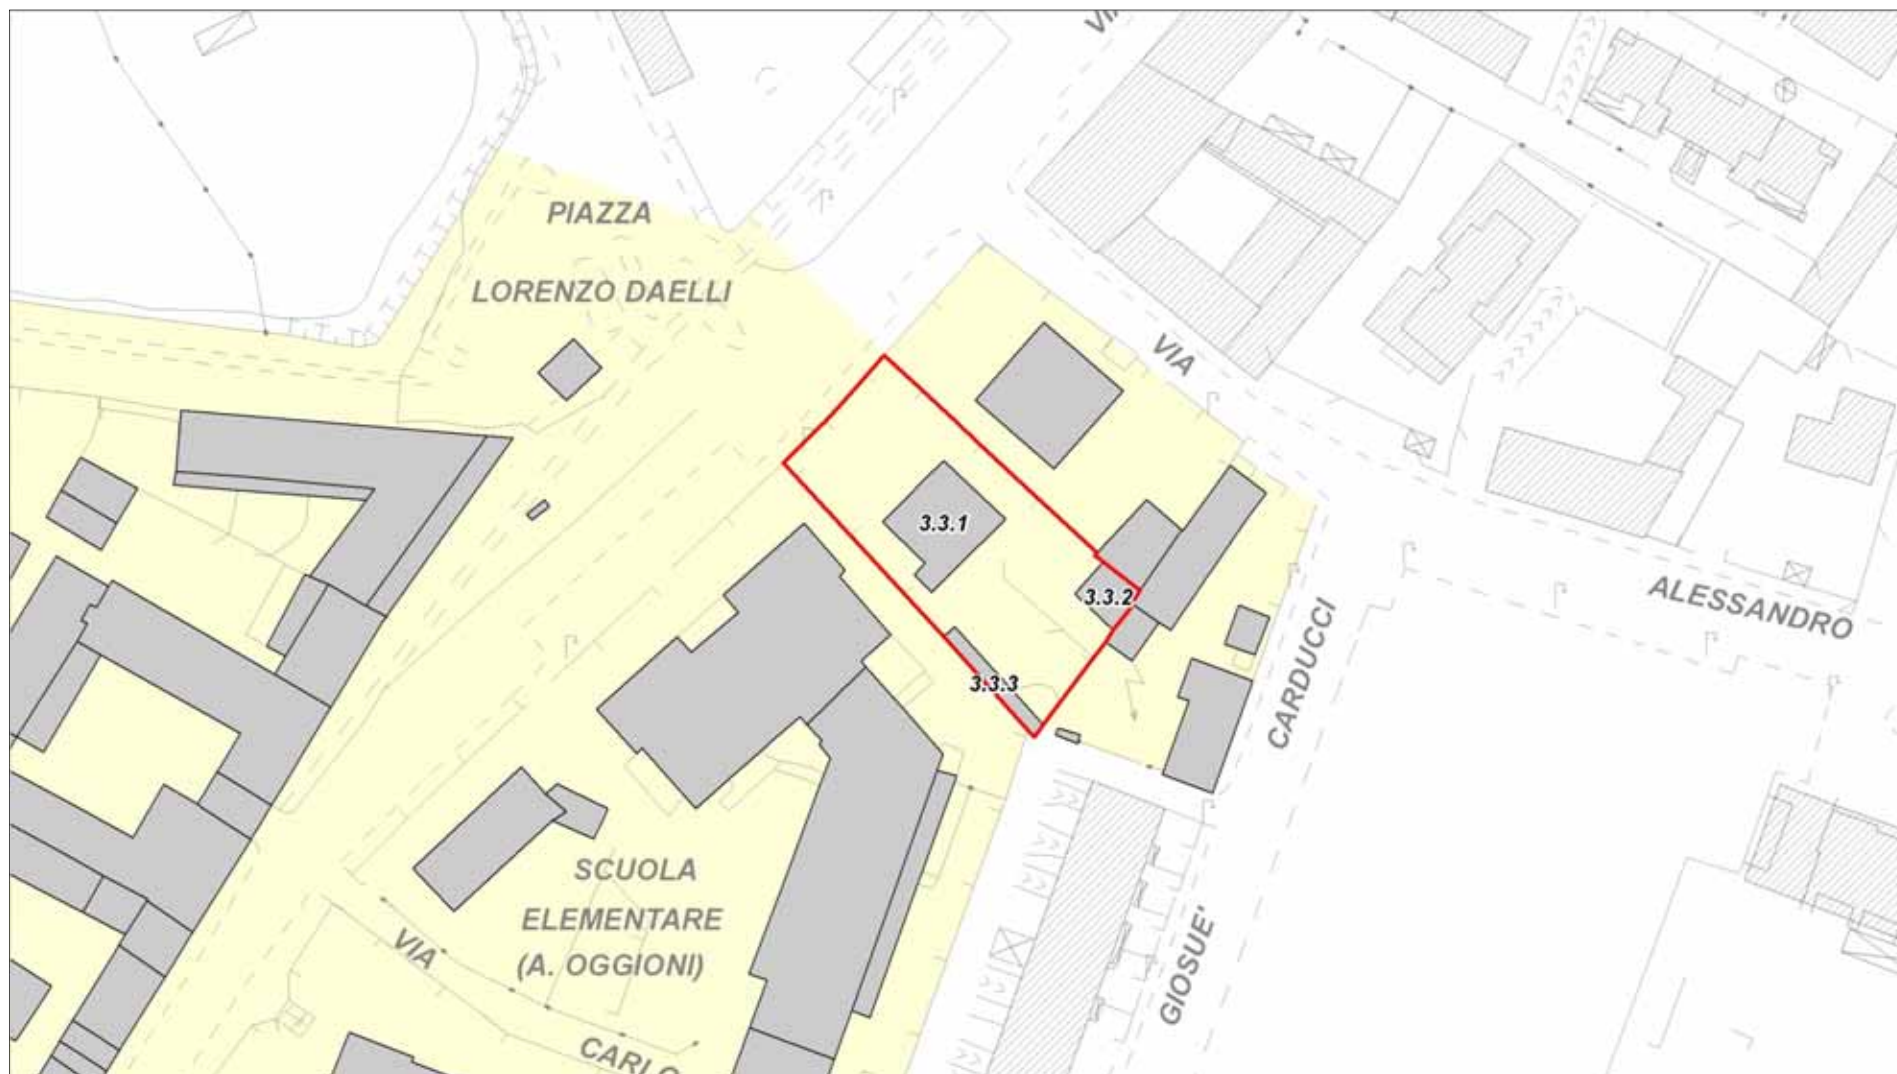 PIAZZA
LORENZO DAELLI
VIA
ALESSANDRO
3.3.1
3.3.2
3.3.3
GIOSUE' CARDUCCI
SCUOLA
ELEMENTARE
(A. OGGIONI)
VIA